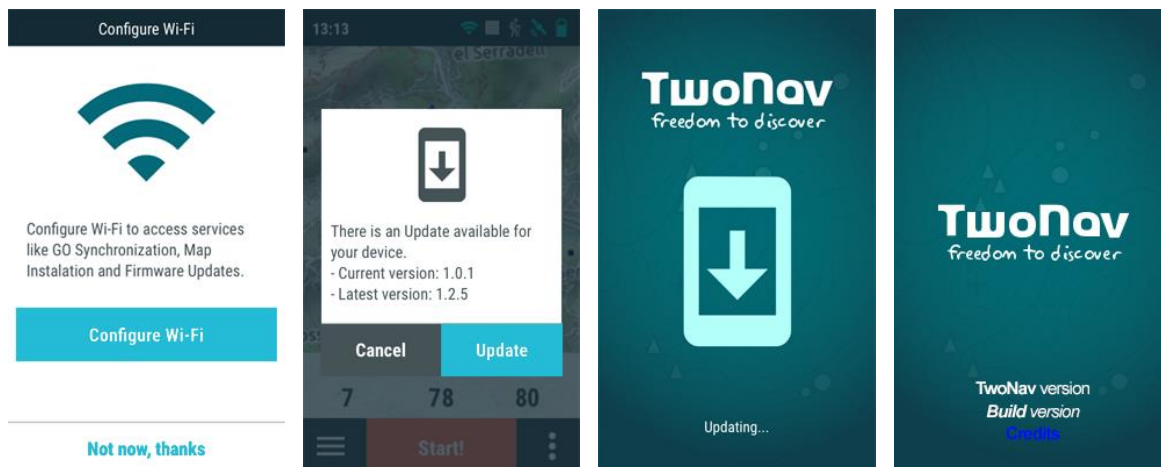 Configure Wi-Fi
Configure Wi-Fi to access services
like GO Synchronization, Map
Instalation and Firmware Updates.
Configure Wi-Fi
Not now, thanks
13:13
el Serradell
There is an Update available for
your device.
- Current version: 1.0.1
- Latest version: 1.2.5
Cancel
Update
7 78 80
Start!
TwoNav
freedom to discover
Updating...
TwoNav
freedom to discover
TwoNav version
Build version
Credits